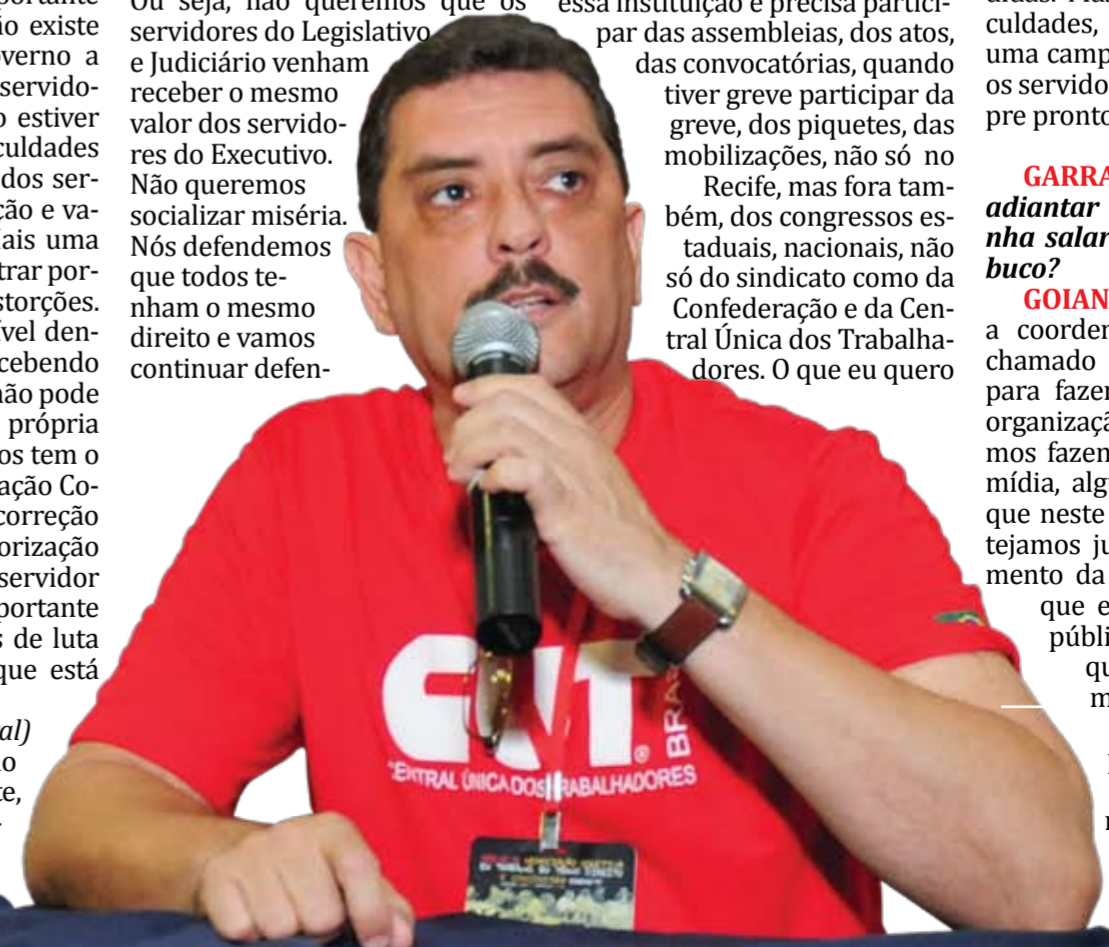 portante
ão existe
verno a
servido-
o estiver
culdades
dos ser-
ção e va-
ais uma
trar por-
storções.
ível den-
cebendo
não pode
própria
os tem o
ação Co-
correção
orização
servidor
portante
s de luta
que está
al)
o
te,
Ou seja, não queremos que os
servidores do Legislativo
e Judiciário venham
receber o mesmo
valor dos servido-
res do Executivo.
Não queremos
socializar miséria.
Nós defendemos
que todos te-
nham o mesmo
direito e vamos
continuar defen-
essa instituição e precisa partici-
par das assembleias, dos atos,
das convocatórias, quando
tiver greve participar da
greve, dos piquetes, das
mobilizações, não só no
Recife, mas fora tam-
bém, dos congressos es-
taduais, nacionais, não
só do sindicato como da
Confederação e da Cen-
tral Única dos Trabalha-
dores. O que eu quero
culdades,
uma camp
os servido
pre pronto
GARRA
adiantar
nha salar
buco?
GOIAN
a coorden
chamado
para fazer
organizaçã
mos fazen
mídia, alg
que neste
tejamos ju
mento da
que e
públi
qu
m
CUT
BRAS
CENTRAL ÚNICA DOS TRABALHADORES